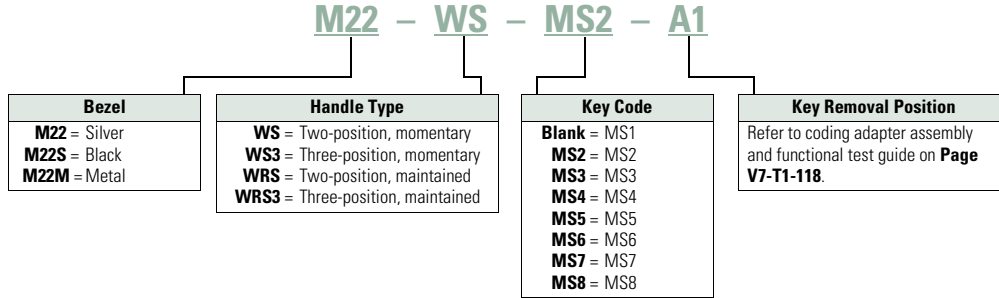 M22 – WS – MS2 – A1
Bezel
M22 = Silver
M22S = Black
M22M = Metal
Handle Type
WS = Two-position, momentary
WS3 = Three-position, momentary
WRS = Two-position, maintained
WRS3 = Three-position, maintained
Key Code
Blank = MS1
MS2 = MS2
MS3 = MS3
MS4 = MS4
MS5 = MS5
MS6 = MS6
MS7 = MS7
MS8 = MS8
Key Removal Position
Refer to coding adapter assembly
and functional test guide on Page
V7-T1-118.